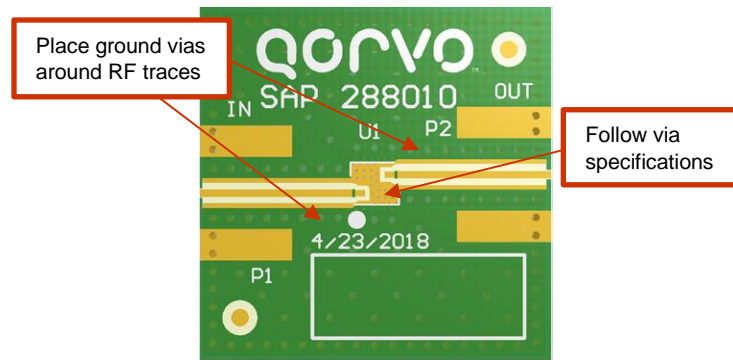 Place ground vias
around RF traces
QORVO
IN SAP 288010 OUT
U1 P2
Follow via
specifications
4/23/2018
P1